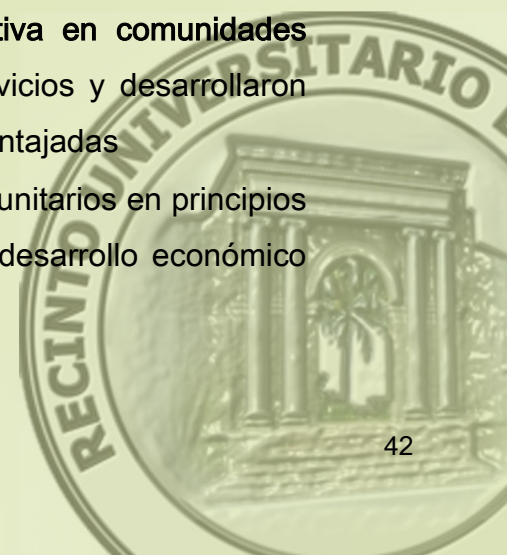 tiva en comunidades
vicios y desarrollaron
ntajadas
unitarios en principios
desarrollo económico
RECINTO UNIVERSITARIO
42